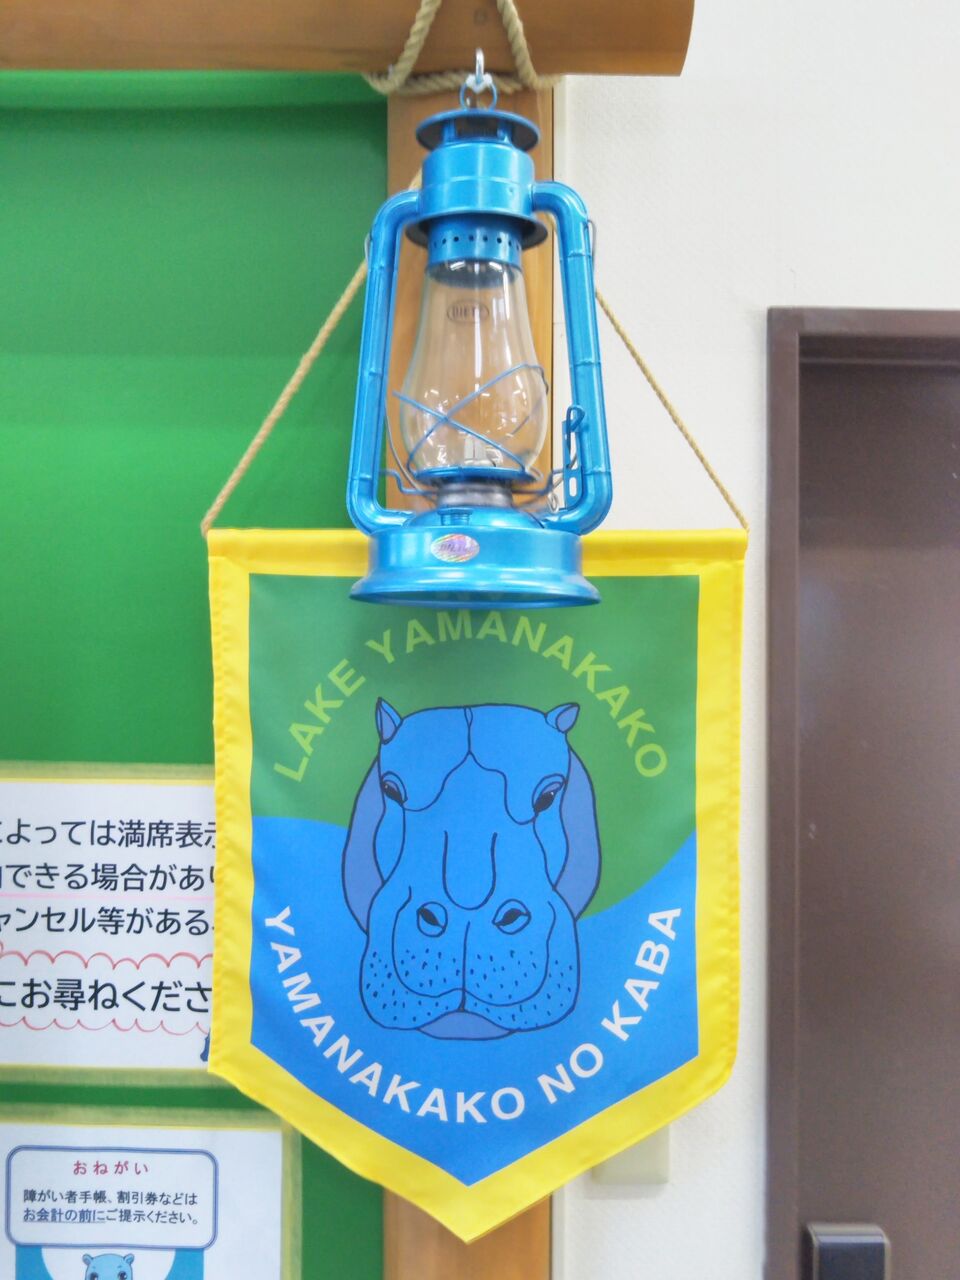 DIETZ
LAKE YAMANAKAKO
YAMANAKAKO NO KABA
によっては満席表示
できる場合があり
ャンセル等がある
にお尋ねくださ
おねがい
障がい者手帳、割引券などは
お会計の前にご提示ください。